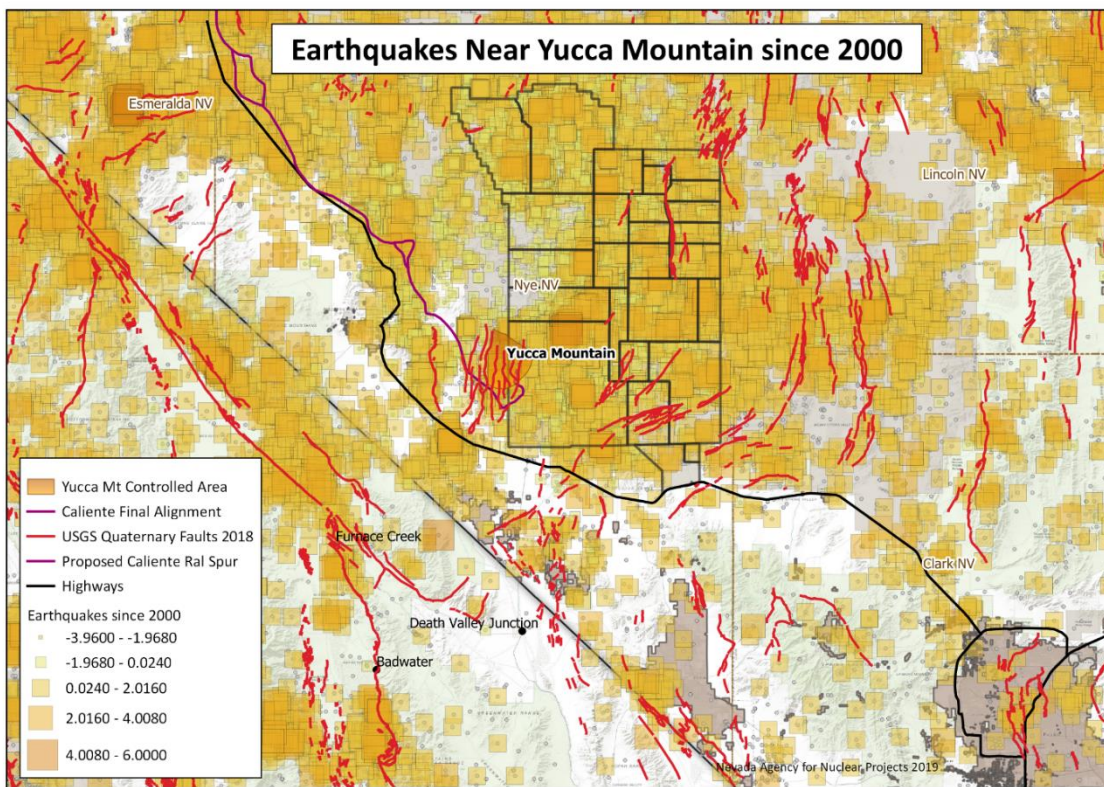 Earthquakes Near Yucca Mountain since 2000
Esmeralda NV
Lincoln NV
Nye NV
Yucca Mountain
Yucca Mt Controlled Area
Caliente Final Alignment
USGS Quaternary Faults 2018
Proposed Caliente Ral Spur
Highways
Earthquakes since 2000
-3.9600 - -1.9680
-1.9680 - 0.0240
0.0240 - 2.0160
2.0160 - 4.0080
4.0080 - 6.0000
Furnace Creek
Clark NV
Death Valley Junction
Badwater
Nevada Agency for Nuclear Projects 2019